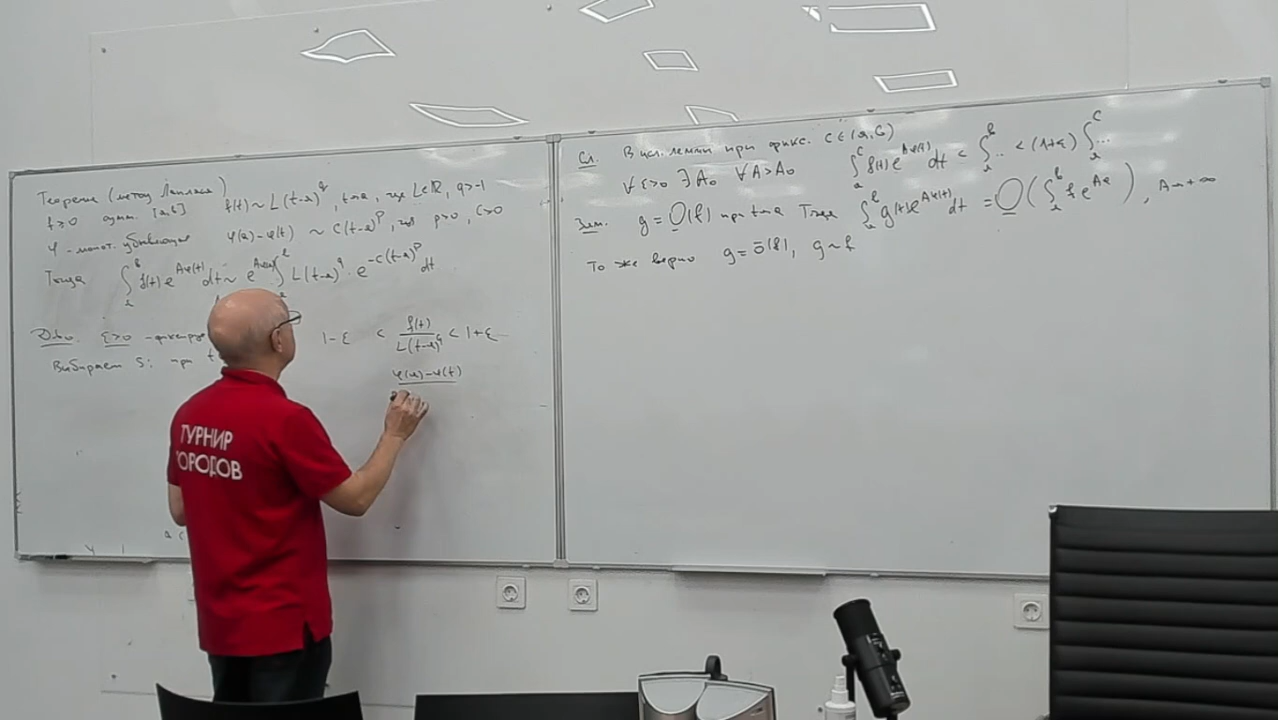 Теорема (метод Лапласа)
f>0 сумм. [a,b] f(t) ~ L(t-a)^q, t→a, где L∈ℝ, q>-1
φ - монот. убывающая φ(a)-φ(t) ~ C(t-a)^p, где p>0, C>0
Тогда ∫_a^b f(t)e^{Aφ(t)}dt ~ e^{Aφ(a)} ∫_a^b L(t-a)^q · e^{-C(t-a)^p} dt
Док-во. ε>0 1-ε < f(t)/L(t-a)^q < 1+ε
Выбираем S: при t
φ(a)-φ(t)
Сл. В усл. леммы при фикс. c∈(a,b)
∀ε>0 ∃A₀ ∀A>A₀ ∫_a^c f(t)e^{Aφ(t)}dt < ∫_a^b .. < (1+ε) ∫_a^c ...
Зам. g=O(f) при t→a Тогда ∫_a^b g(t)e^{Aφ(t)}dt = O(∫_a^b f e^{Aφ}), A→+∞
То же верно g=ō(f), g~f
ТУРНИР
ГОРОДОВ